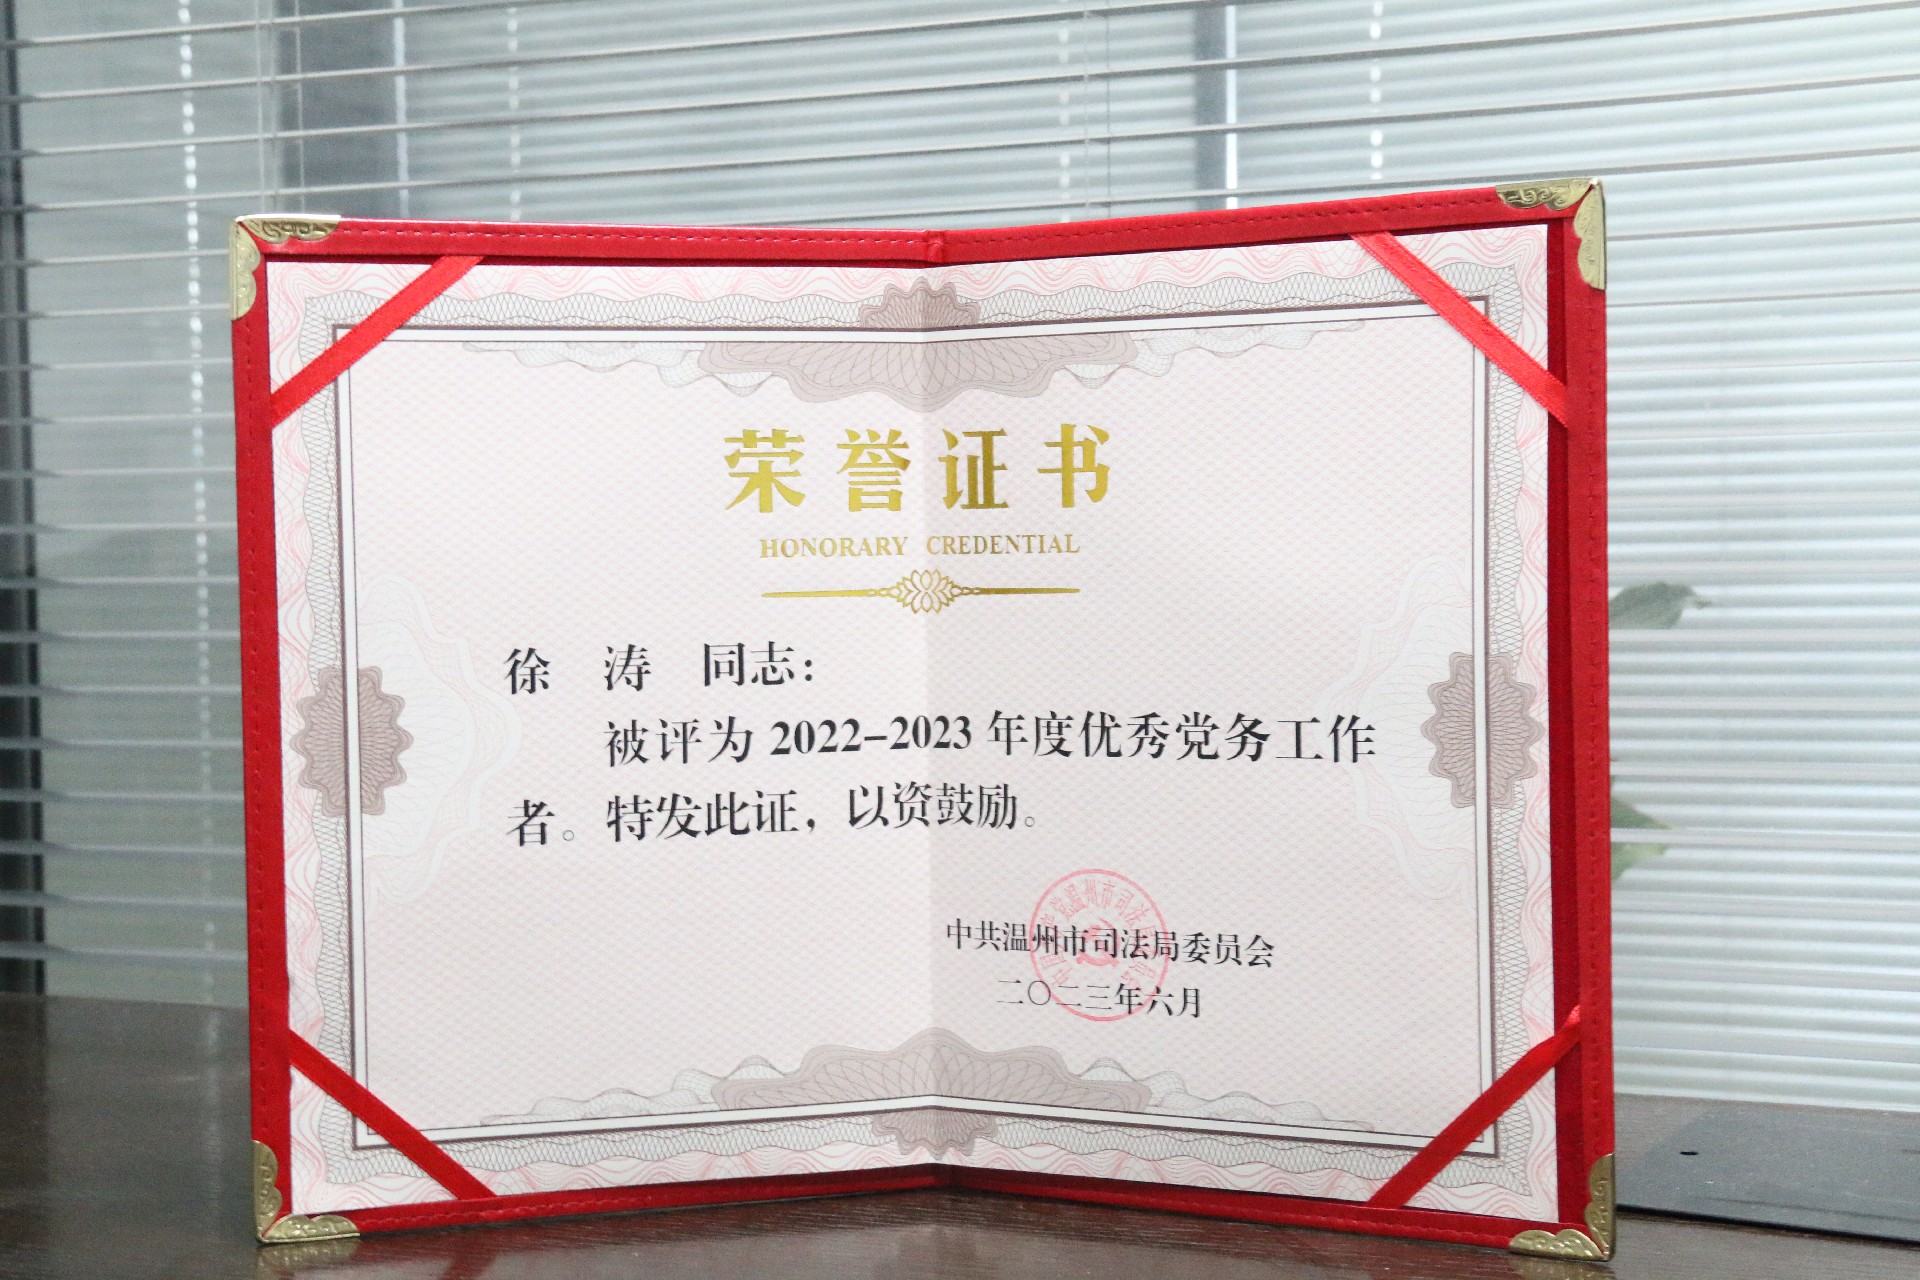 荣誉证书
HONORARY CREDENTIAL
徐 涛 同志：
被评为 2022-2023 年度优秀党务工作
者。特发此证，以资鼓励。
中共温州市司法局委员会
二〇二三年六月